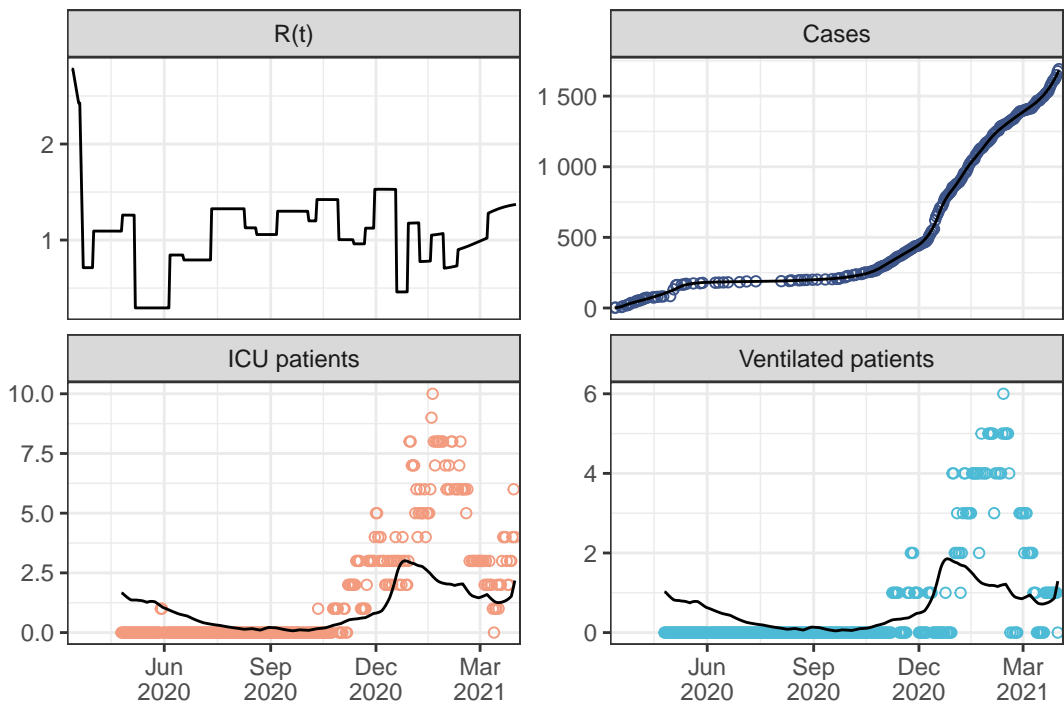 R(t)
Cases
2
1
1 500
1 000
500
0
ICU patients
Ventilated patients
10.0
7.5
5.0
2.5
0.0
6
4
2
0
Jun Sep Dec Mar
2020 2020 2020 2021
Jun Sep Dec Mar
2020 2020 2020 2021